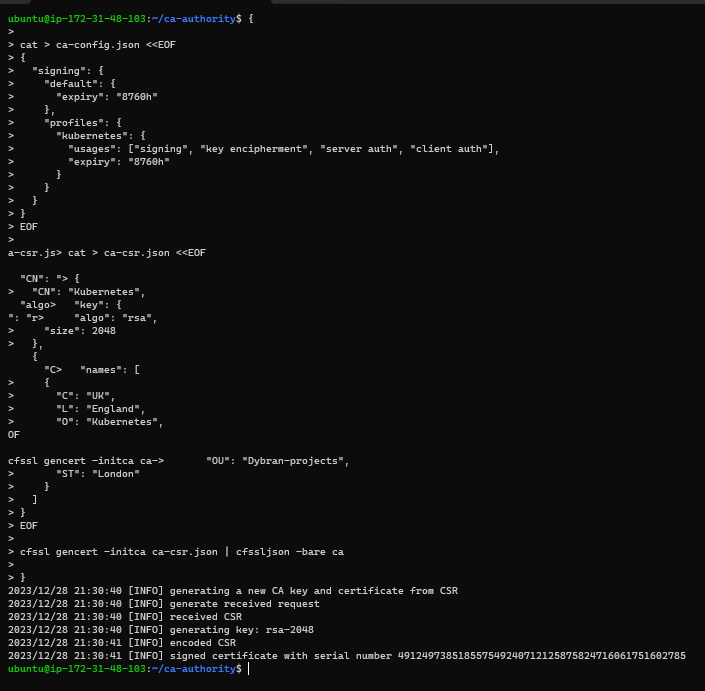 ubuntu@ip-172-31-48-103:~/ca-authority$ {
>
> cat > ca-config.json <<EOF
> {
>   "signing": {
>     "default": {
>       "expiry": "8760h"
>     },
>     "profiles": {
>       "kubernetes": {
>         "usages": ["signing", "key encipherment", "server auth", "client auth"],
>         "expiry": "8760h"
>       }
>     }
>   }
> }
> EOF
>
a-csr.js> cat > ca-csr.json <<EOF

  "CN": "> {
>   "CN": "Kubernetes",
  "algo>   "key": {
": "r>     "algo": "rsa",
>     "size": 2048
>   },
    {
      "C>   "names": [
>     {
>       "C": "UK",
>       "L": "England",
>       "O": "Kubernetes",
OF

cfssl gencert -initca ca->       "OU": "Dybran-projects",
>       "ST": "London"
>     }
>   ]
> }
> EOF
>
> cfssl gencert -initca ca-csr.json | cfssljson -bare ca
>
> }
2023/12/28 21:30:40 [INFO] generating a new CA key and certificate from CSR
2023/12/28 21:30:40 [INFO] generate received request
2023/12/28 21:30:40 [INFO] received CSR
2023/12/28 21:30:40 [INFO] generating key: rsa-2048
2023/12/28 21:30:41 [INFO] encoded CSR
2023/12/28 21:30:41 [INFO] signed certificate with serial number 491249738518557549240712125875824716061751602785
ubuntu@ip-172-31-48-103:~/ca-authority$